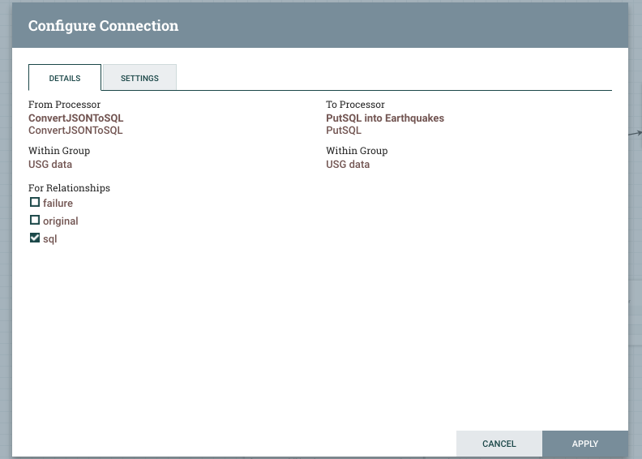 Configure Connection
DETAILS
SETTINGS
From Processor
ConvertJSONToSQL
ConvertJSONToSQL
Within Group
USG data
To Processor
PutSQL into Earthquakes
PutSQL
Within Group
USG data
For Relationships
failure
original
sql
CANCEL
APPLY